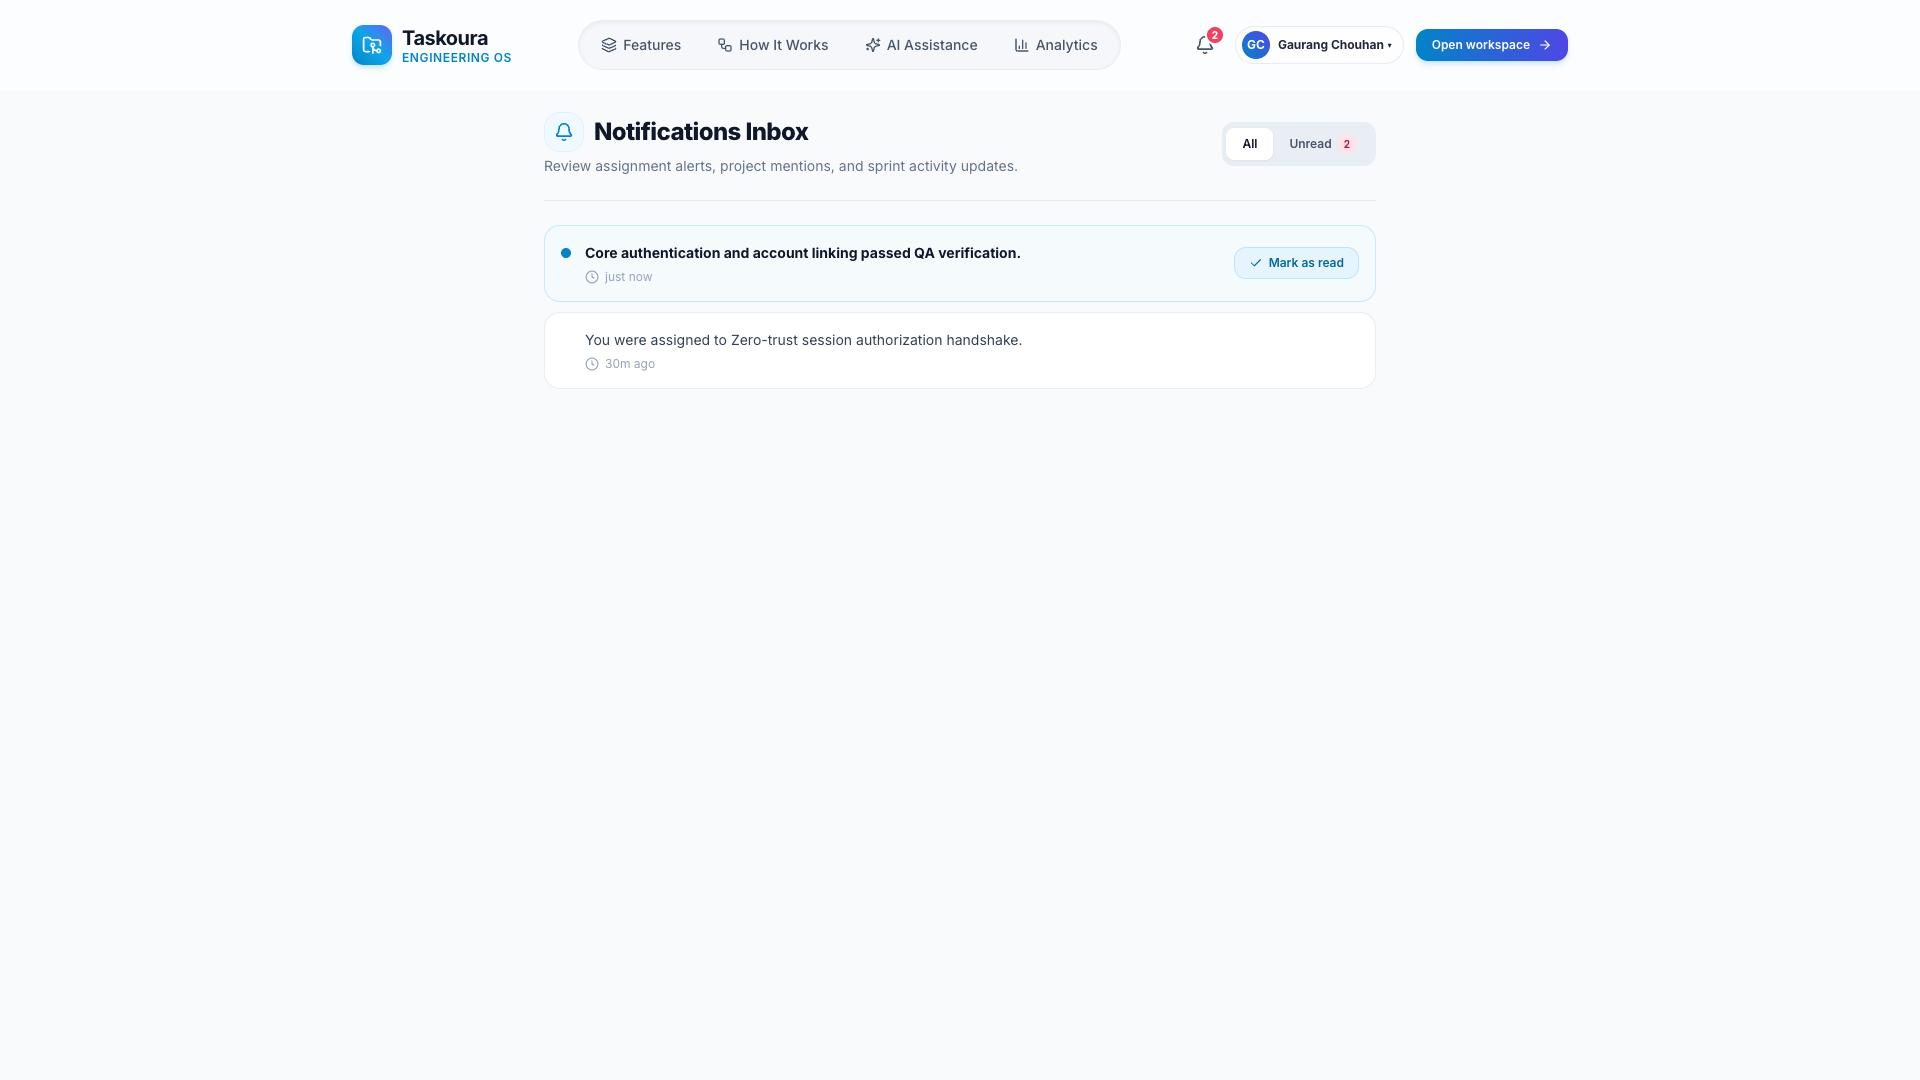 Taskoura
ENGINEERING OS
Features
How It Works
AI Assistance
Analytics
2
GC
Gaurang Chouhan
Open workspace
Notifications Inbox
Review assignment alerts, project mentions, and sprint activity updates.
All
Unread 2
Core authentication and account linking passed QA verification.
just now
Mark as read
You were assigned to Zero-trust session authorization handshake.
30m ago